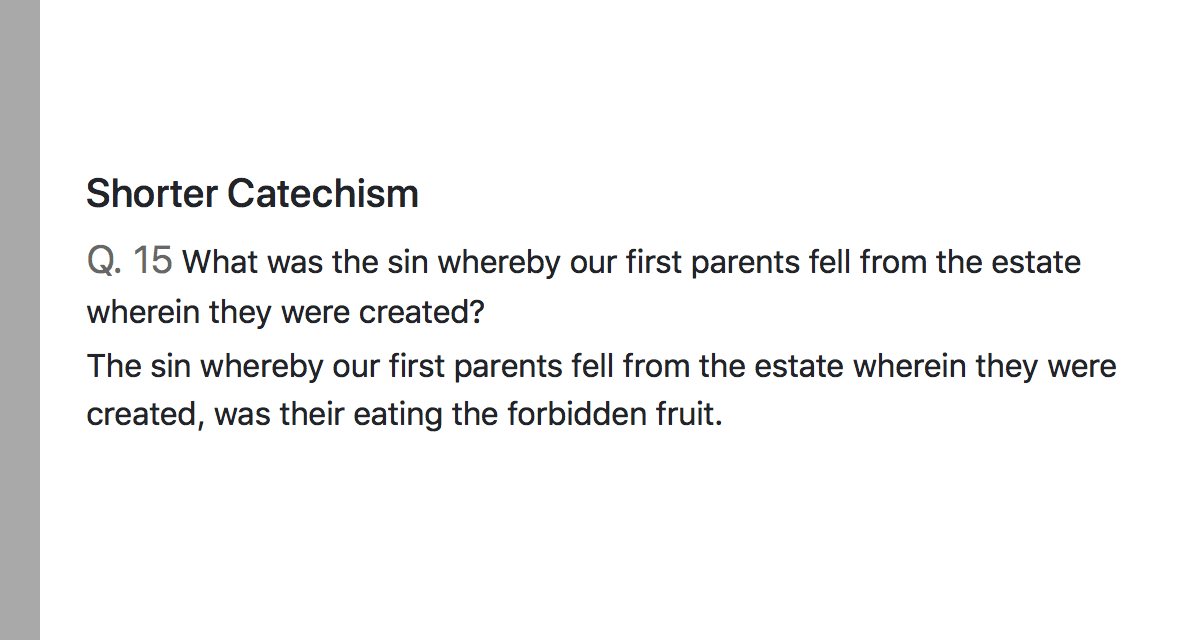 Shorter Catechism
Q. 15 What was the sin whereby our first parents fell from the estate
wherein they were created?
The sin whereby our first parents fell from the estate wherein they were
created, was their eating the forbidden fruit.